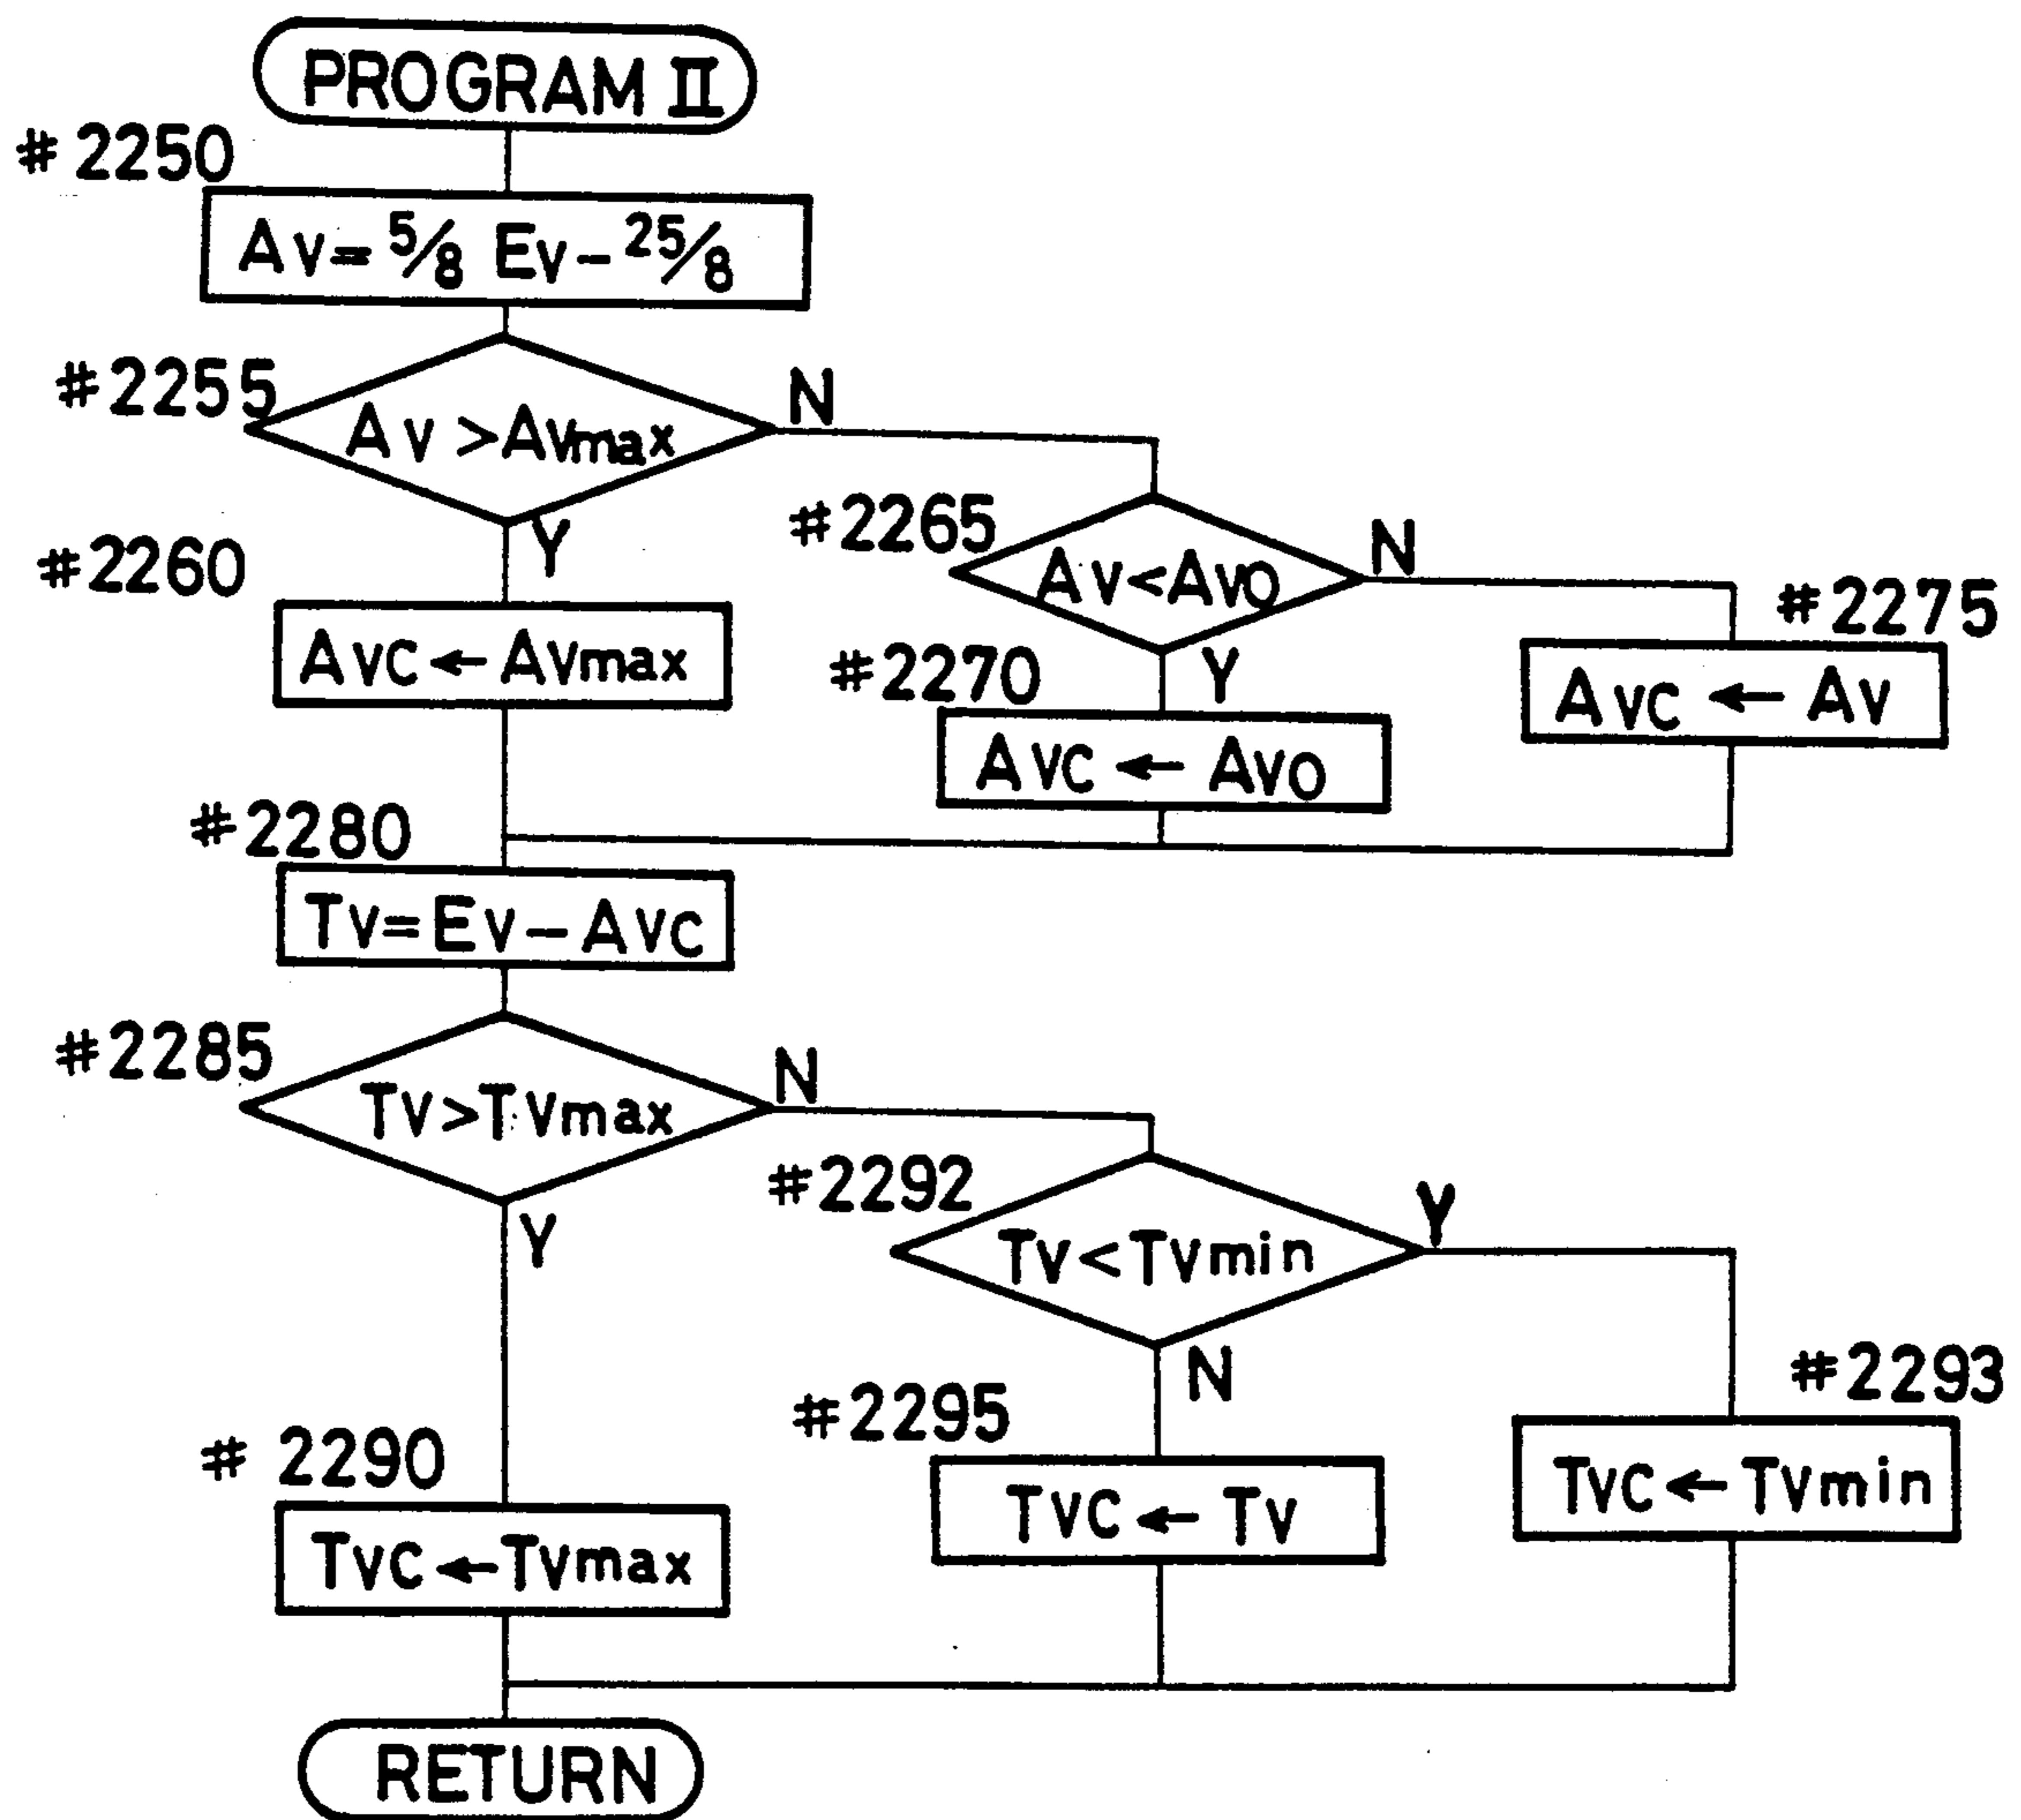 PROGRAM II
#2250
Av=5/8 Ev-25/8
#2255
Av>Avmax
N
Y
#2260
Avc←Avmax
#2265
Av<Avo
N
Y
#2270
Avc←Avo
#2275
Avc←Av
#2280
Tv=Ev-Avc
#2285
Tv>Tvmax
N
Y
#2292
Tv<Tvmin
Y
N
#2293
Tvc←Tvmin
#2295
Tvc←Tv
#2290
Tvc←Tvmax
RETURN